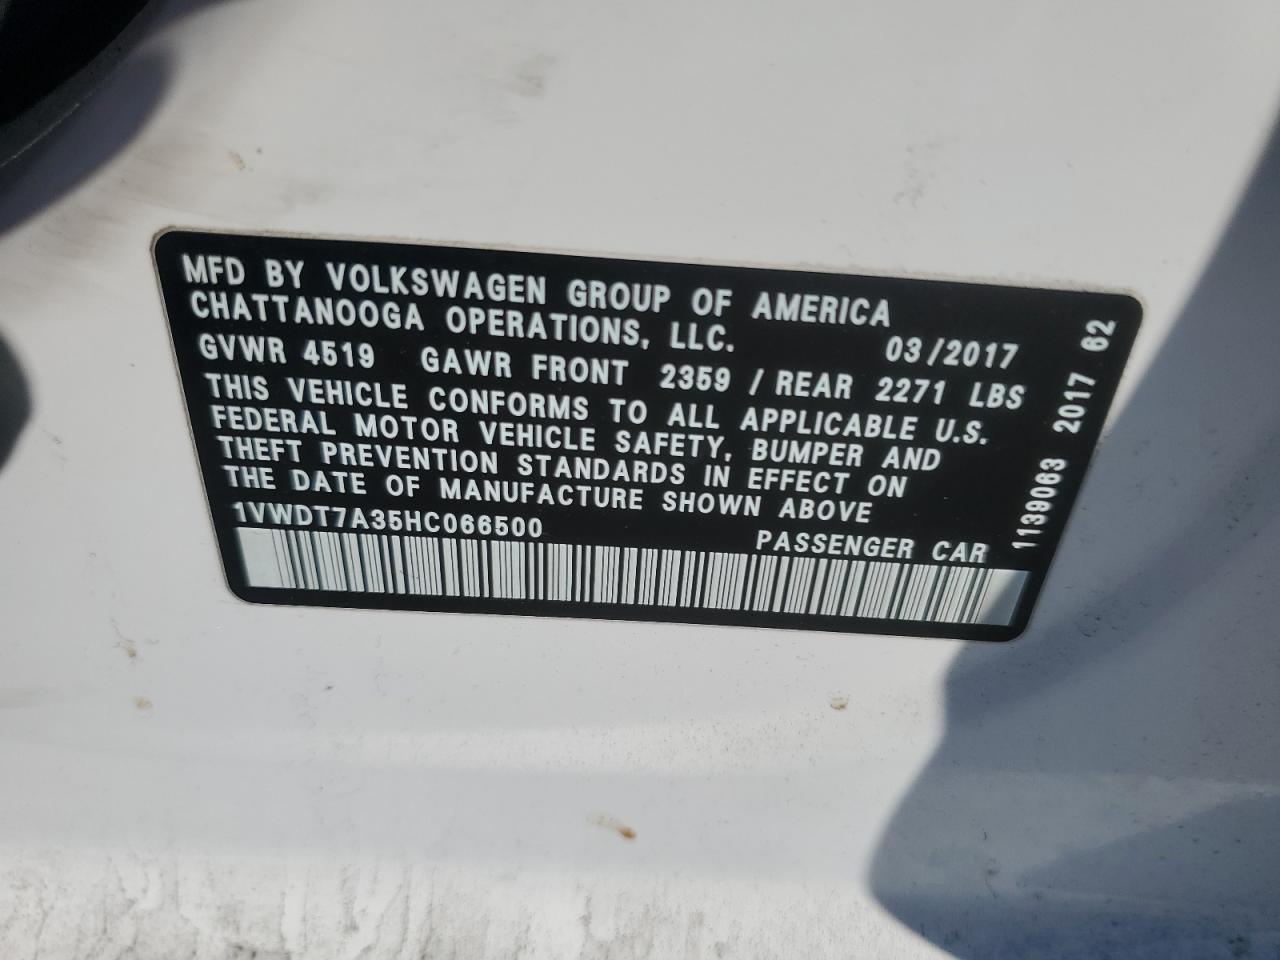 MFD BY VOLKSWAGEN GROUP OF AMERICA
CHATTANOOGA OPERATIONS, LLC. 03/2017
GVWR 4519 GAWR FRONT 2359 / REAR 2271 LBS
THIS VEHICLE CONFORMS TO ALL APPLICABLE U.S.
FEDERAL MOTOR VEHICLE SAFETY, BUMPER AND
THEFT PREVENTION STANDARDS IN EFFECT ON
THE DATE OF MANUFACTURE SHOWN ABOVE
1VWDT7A35HC066500 PASSENGER CAR
1139063 2017 62